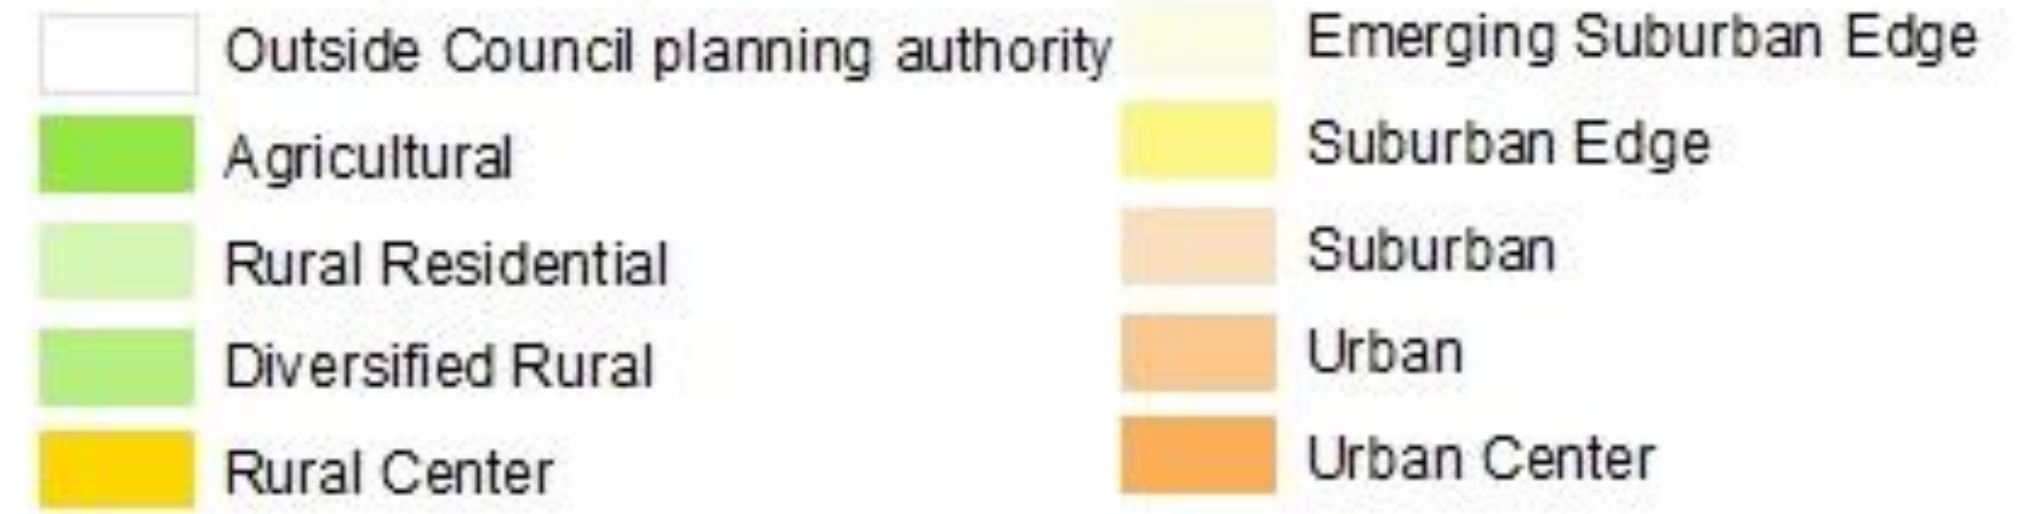 Outside Council planning authority
Agricultural
Rural Residential
Diversified Rural
Rural Center
Emerging Suburban Edge
Suburban Edge
Suburban
Urban
Urban Center